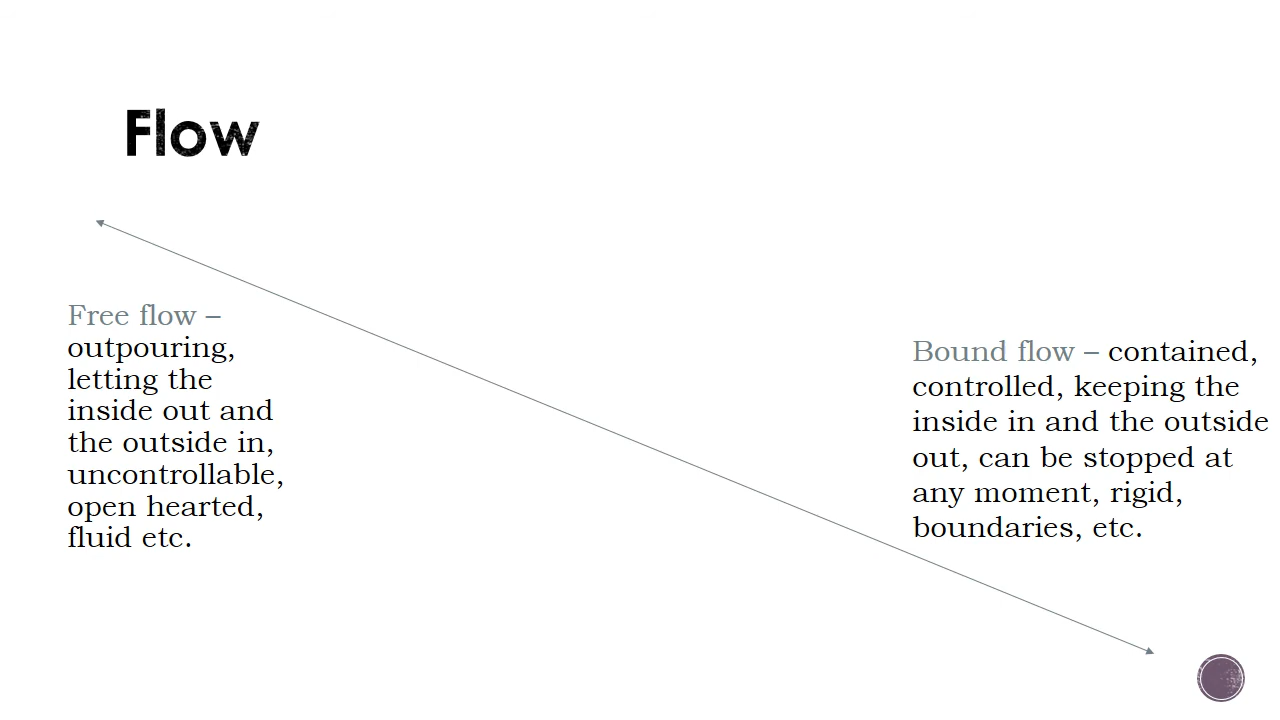 Flow
Free flow –
outpouring,
letting the
inside out and
the outside in,
uncontrollable,
open hearted,
fluid etc.
Bound flow – contained,
controlled, keeping the
inside in and the outside
out, can be stopped at
any moment, rigid,
boundaries, etc.